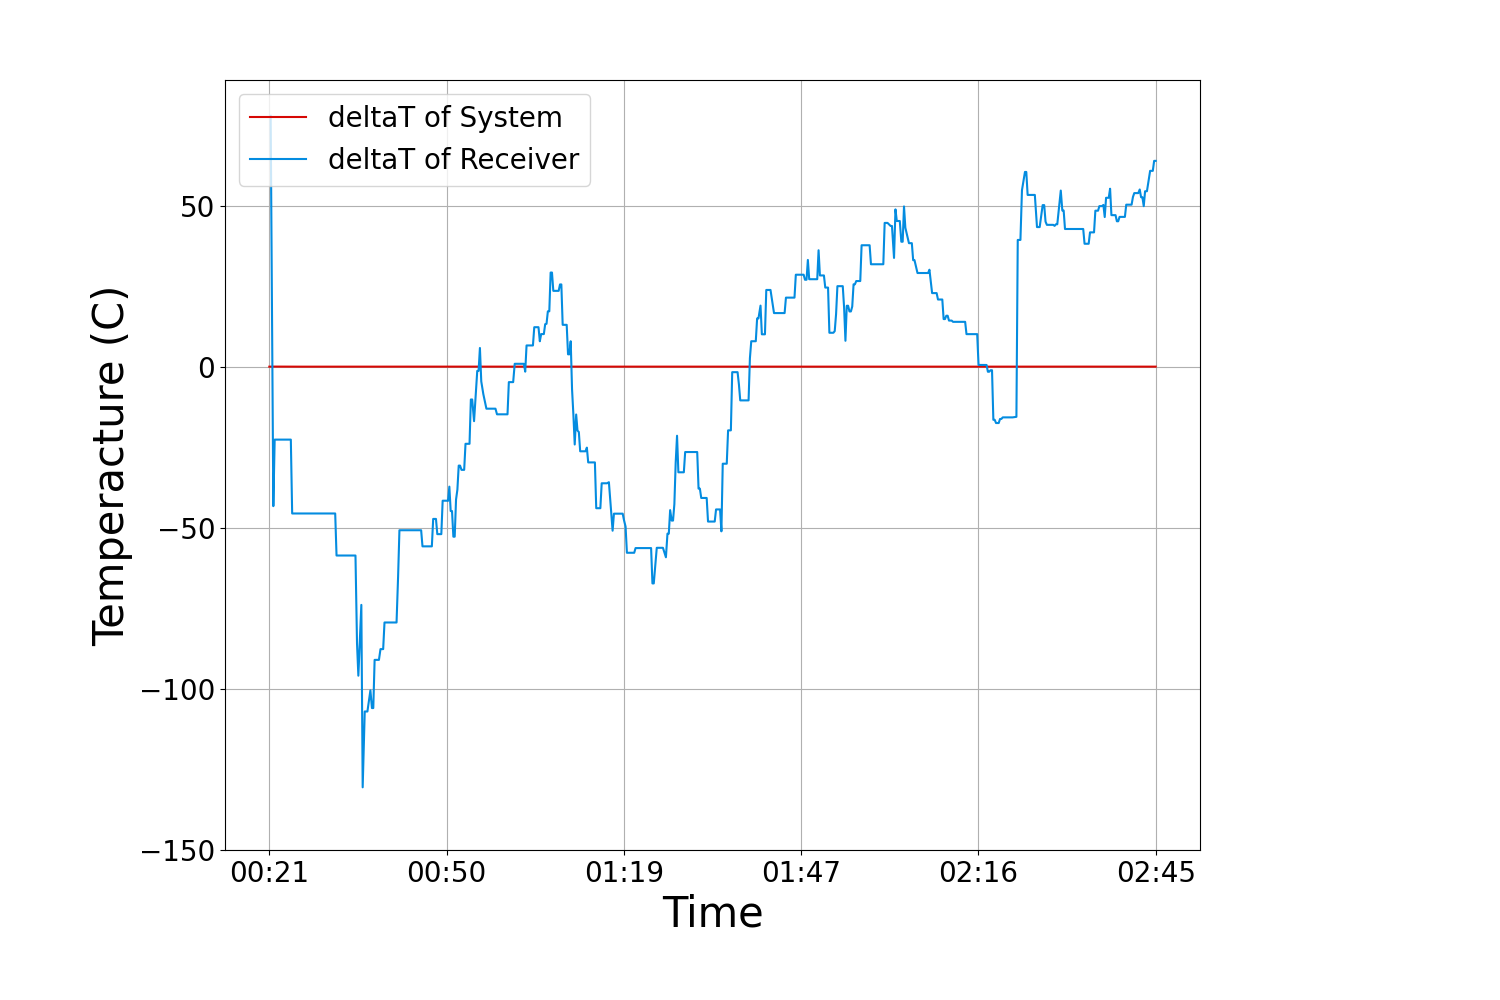 deltaT of System
deltaT of Receiver
50
0
−50
−100
−150
Temperacture (C)
00:21 00:50 01:19 01:47 02:16 02:45
Time